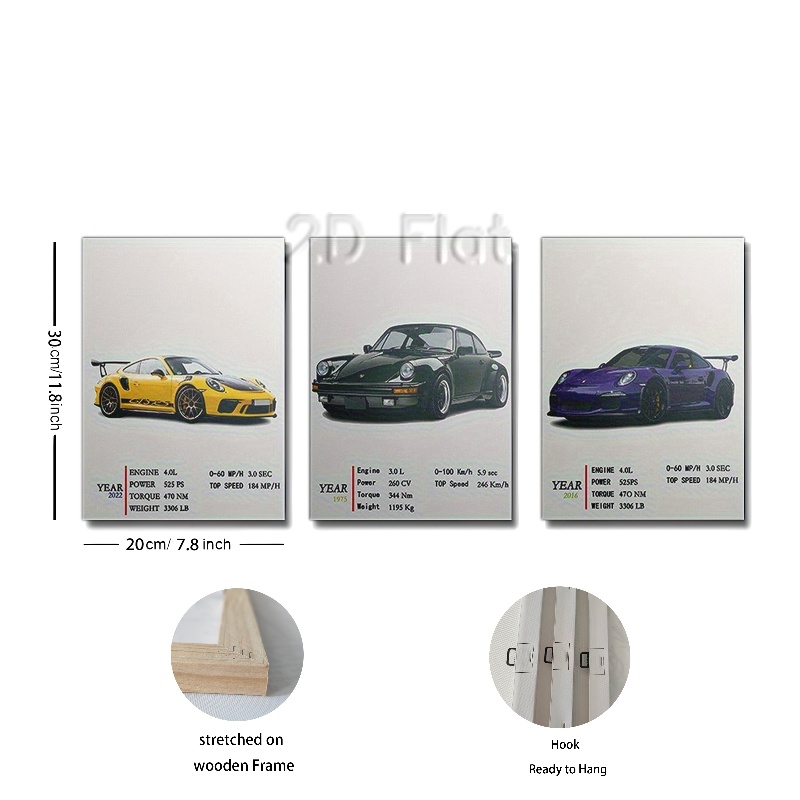 2D Flat
30cm/11.8inch
YEAR
2022
ENGINE 4.0L
POWER 525 PS
TORQUE 470 NM
WEIGHT 3306 LB
0-60 MP/H 3.0 SEC
TOP SPEED 184 MP/H
YEAR
1975
Engine 3.0 L
Power 260 CV
Torque 344 Nm
Weight 1195 Kg
0-100 Km/h 5.9 scc
TOP Speed 246 Km/h
YEAR
2016
ENGINE 4.0L
POWER 525PS
TORQUE 470 NM
WEIGHT 3306 LB
0-60 MP/H 3.0 SEC
TOP SPEED 184 MP/H
20cm/ 7.8 inch
stretched on
wooden Frame
Hook
Ready to Hang